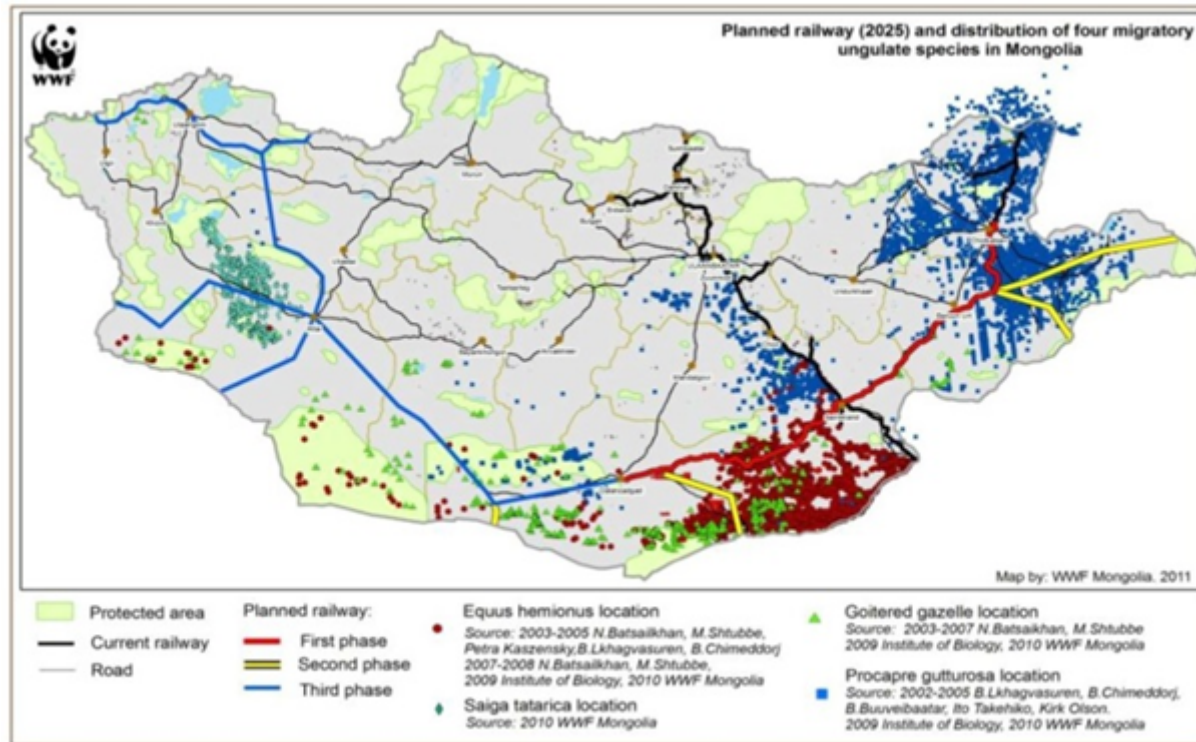 WWF
Planned railway (2025) and distribution of four migratory
ungulate species in Mongolia
Map by: WWF Mongolia. 2011
Protected area
Current railway
Road
Planned railway:
First phase
Second phase
Third phase
Equus hemionus location
Source: 2003-2005 N.Batsailkhan, M.Shtubbe,
Petra Kaszensky,B.Lkhagvasuren, B.Chimeddorj
2007-2008 N.Batsailkhan, M.Shtubbe,
2009 Institute of Biology, 2010 WWF Mongolia
Saiga tatarica location
Source: 2010 WWF Mongolia
Goitered gazelle location
Source: 2003-2007 N.Batsaikhan, M.Shtubbe
2009 Institute of Biology, 2010 WWF Mongolia
Procapre gutturosa location
Source: 2002-2005 B.Lkhagvasuren, B.Chimeddorj,
B.Buuveibaatar, Ito Takehiko, Kirk Olson.
2009 Institute of Biology, 2010 WWF Mongolia